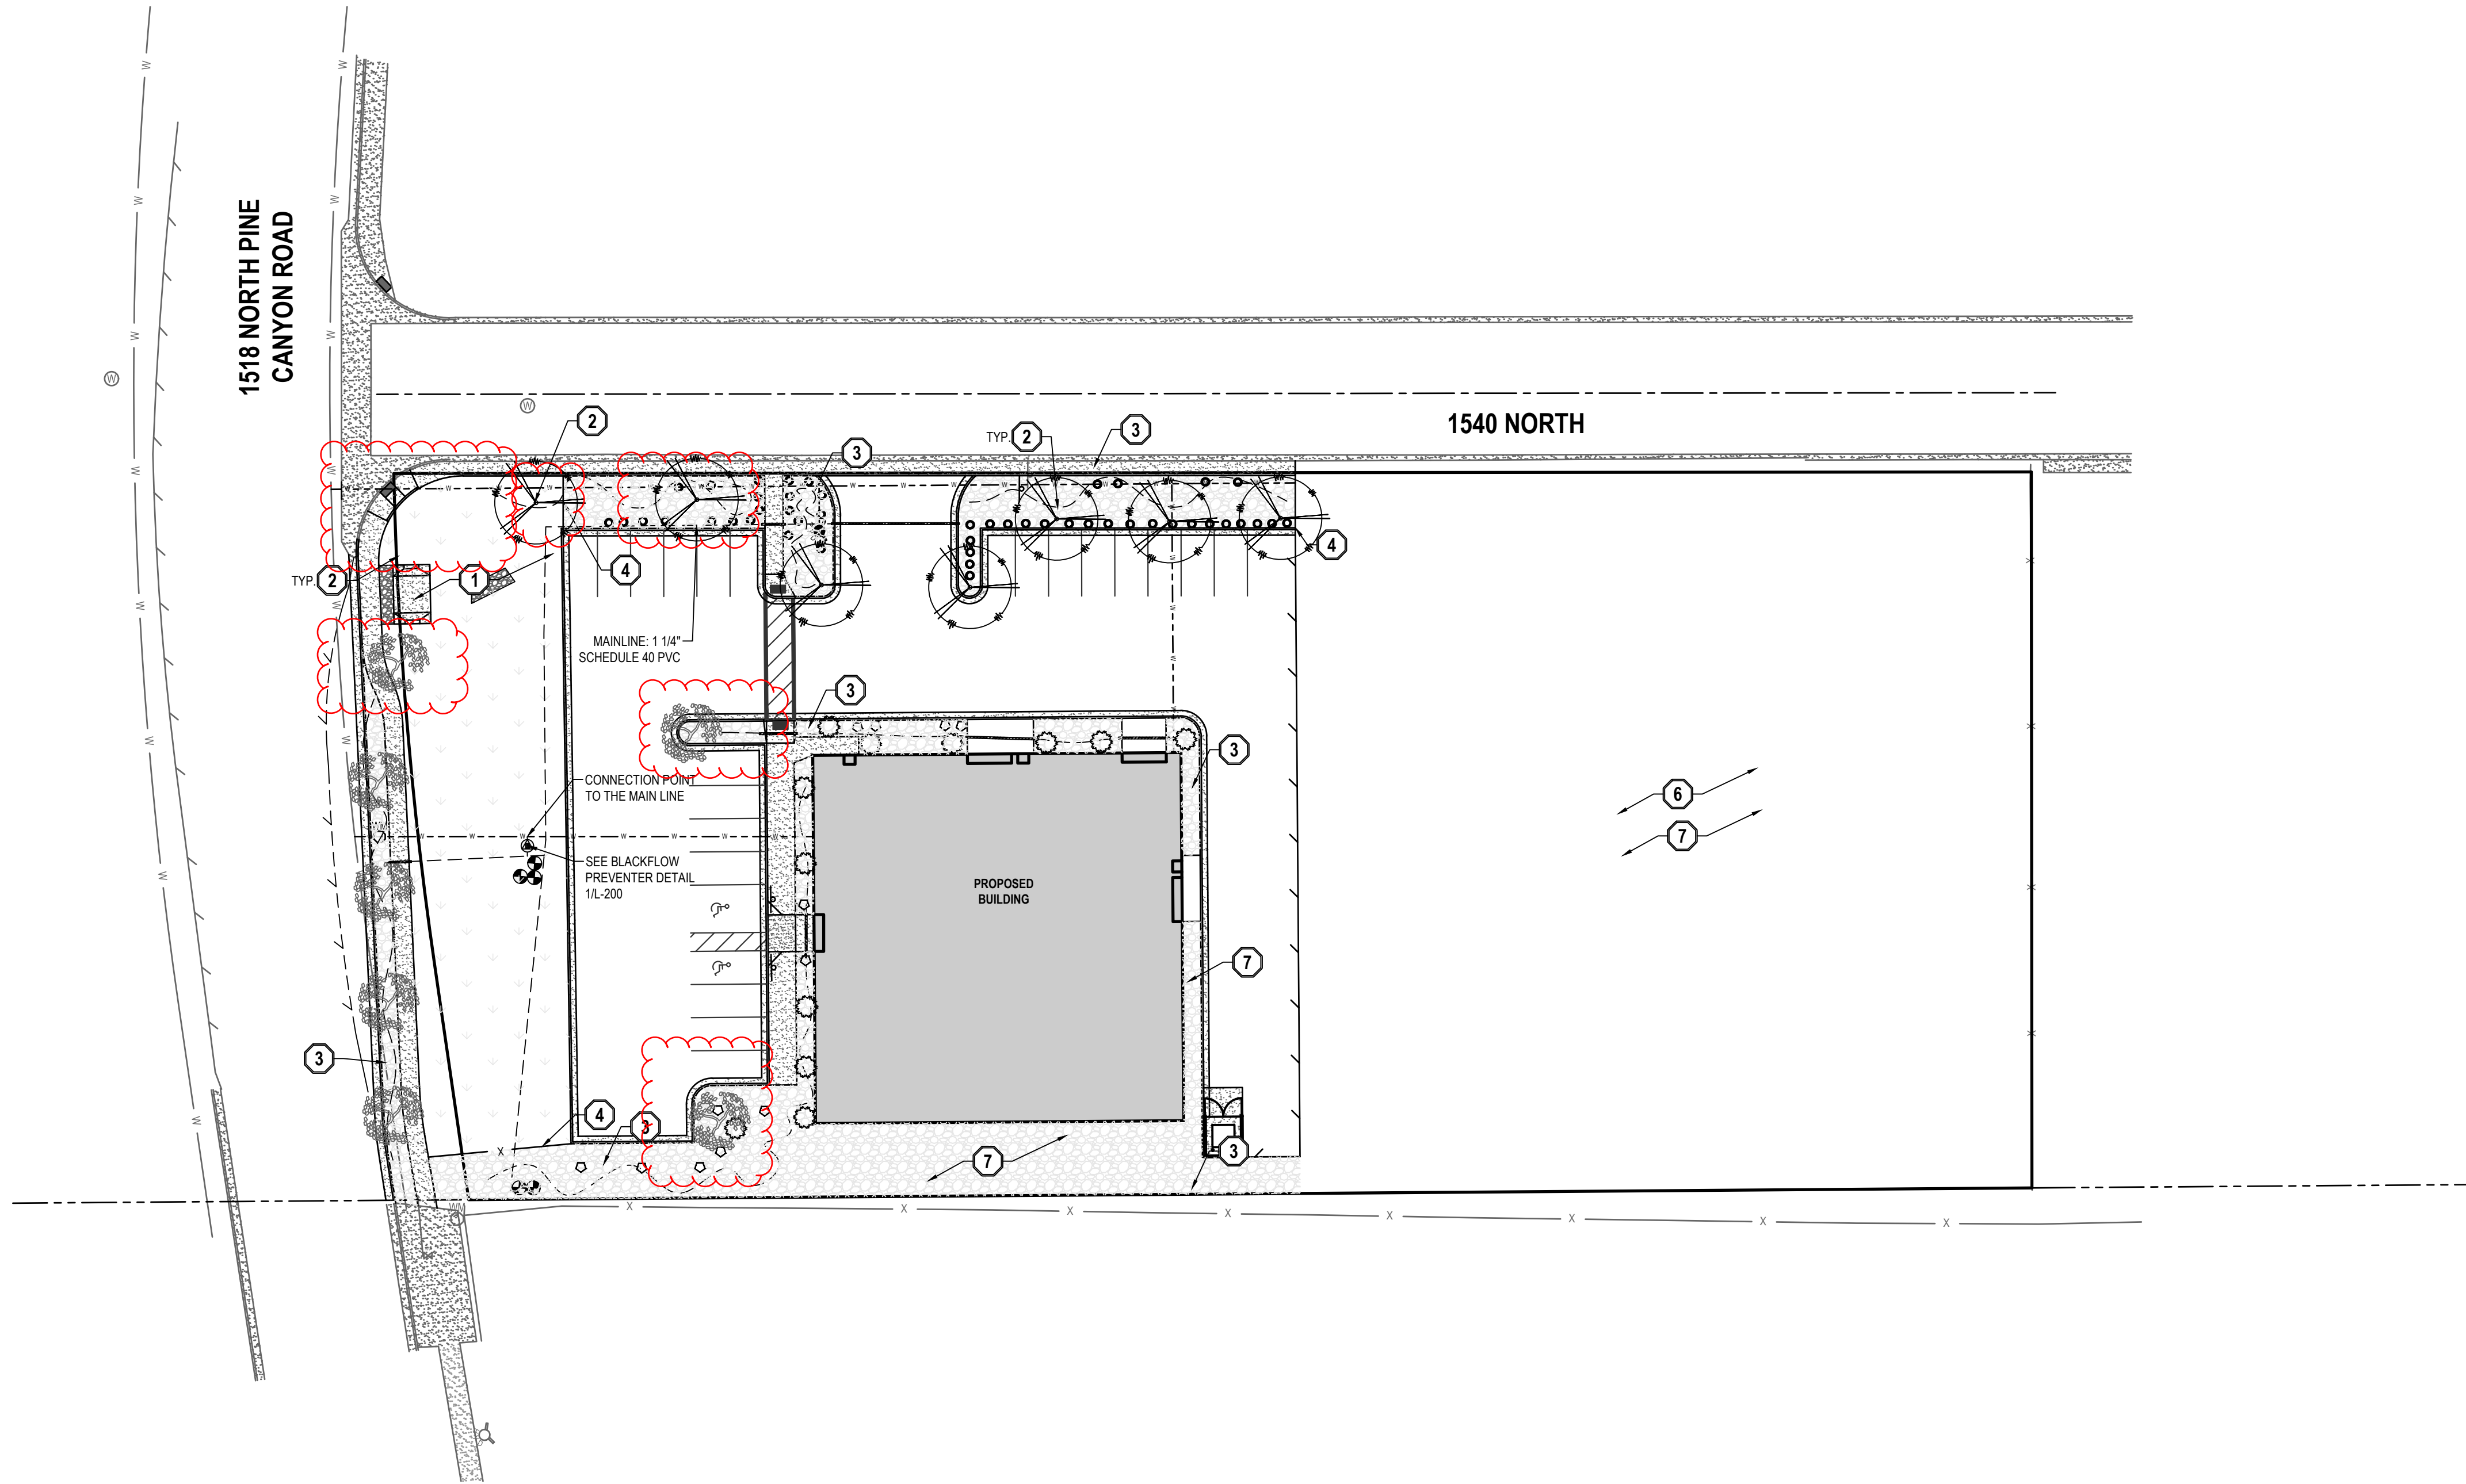 1518 NORTH PINE
CANYON ROAD
1540 NORTH
W
W
2
3
TYP. 2
3
4
4
TYP. 2
1
MAINLINE: 1 1/4"
SCHEDULE 40 PVC
3
3
CONNECTION POINT
TO THE MAIN LINE
SEE BLACKFLOW
PREVENTER DETAIL
1/L-200
PROPOSED
BUILDING
6
7
7
3
4
3
7
3
WM
X
X
X
X
X
X
X
X
X